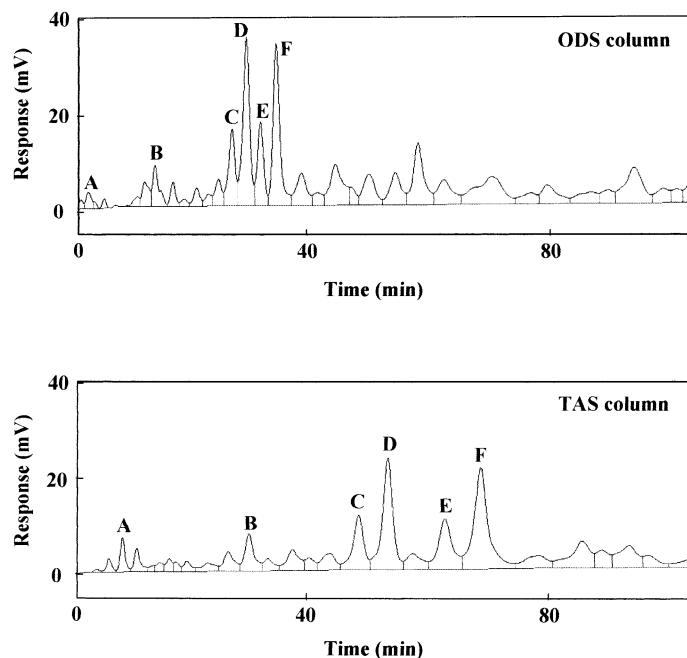 40
D
F
ODS column
Response (mV)
20
C
E
B
A
0
0
40
80
Time (min)
40
TAS column
D
F
Response (mV)
20
C
E
A
B
0
0
40
80
Time (min)